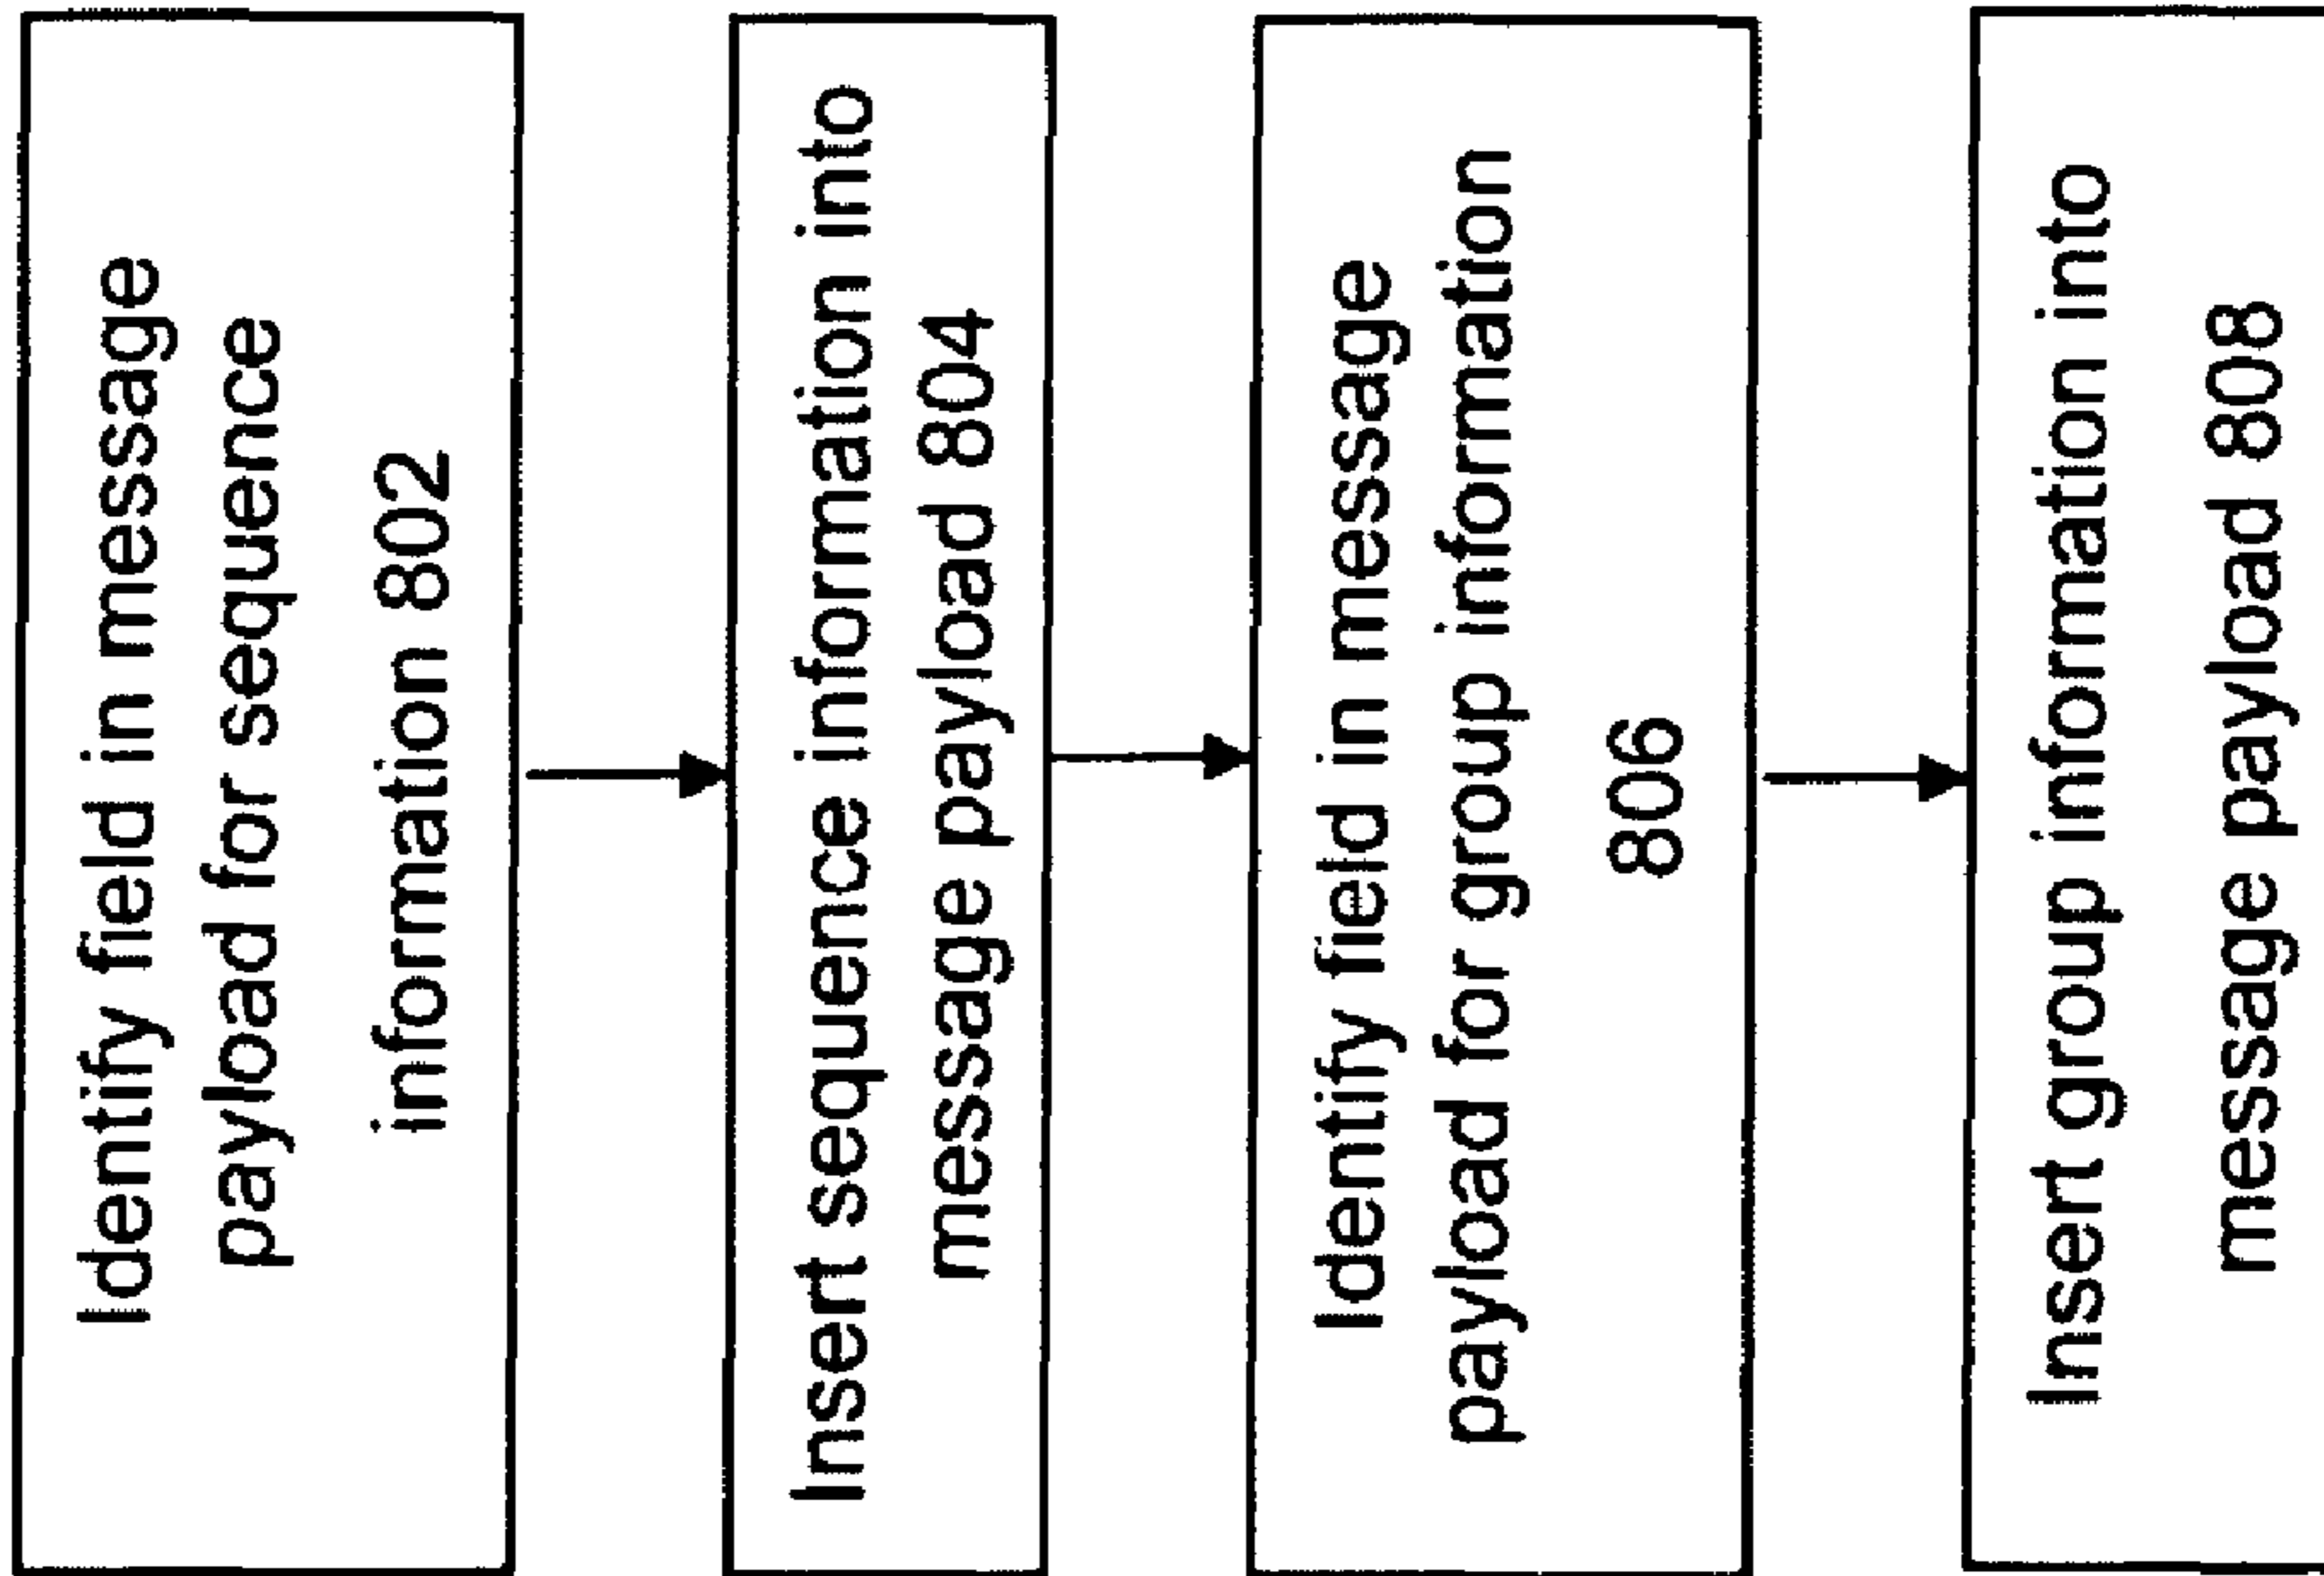 Identify field in message
payload for sequence
information 802
Insert sequence information into
message payload 804
Identify field in message
payload for group information
806
Insert group information into
message payload 808